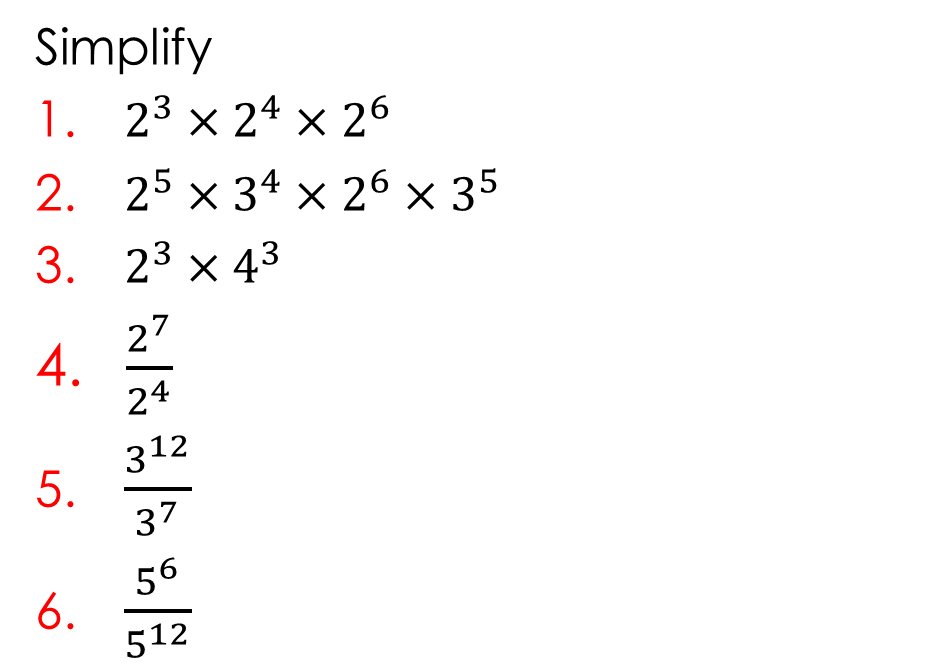 Simplify
1. 2³ × 2⁴ × 2⁶
2. 2⁵ × 3⁴ × 2⁶ × 3⁵
3. 2³ × 4³
4. 2⁷/2⁴
5. 3¹²/3⁷
6. 5⁶/5¹²